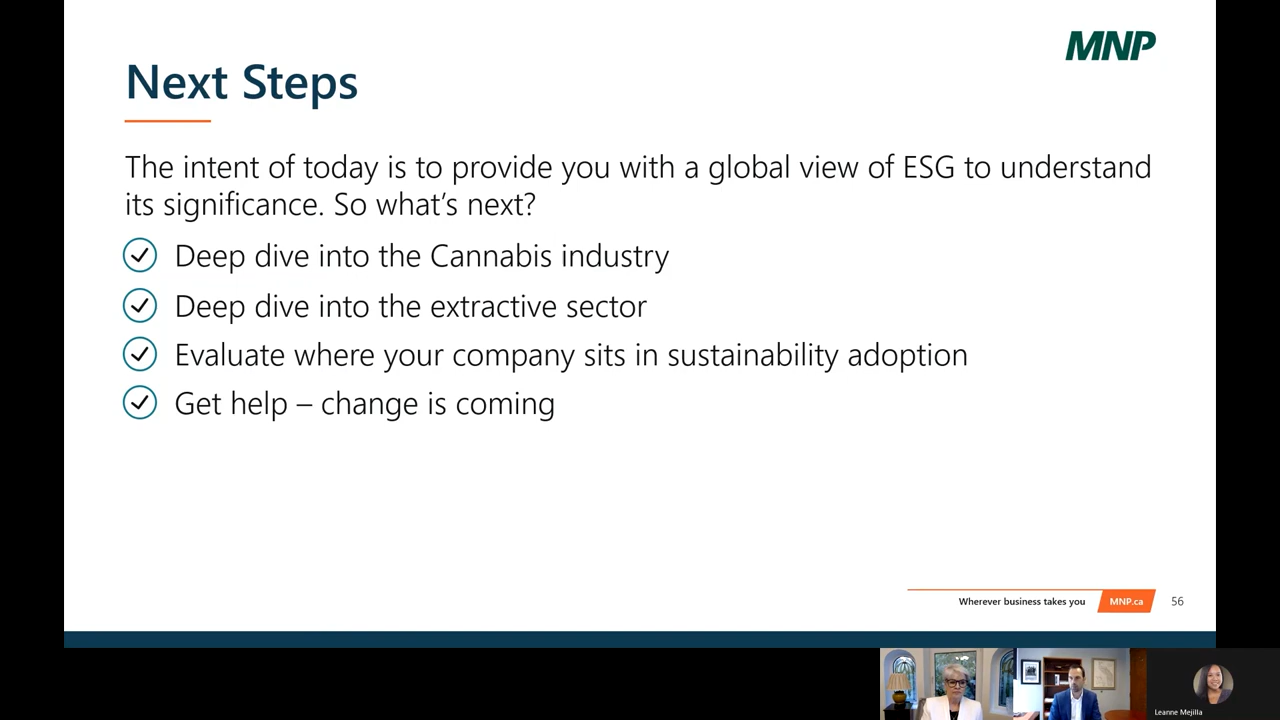 MNP
Next Steps
The intent of today is to provide you with a global view of ESG to understand
its significance. So what's next?
Deep dive into the Cannabis industry
Deep dive into the extractive sector
Evaluate where your company sits in sustainability adoption
Get help – change is coming
Wherever business takes you
MNP.ca
56
Leanne Mejilla